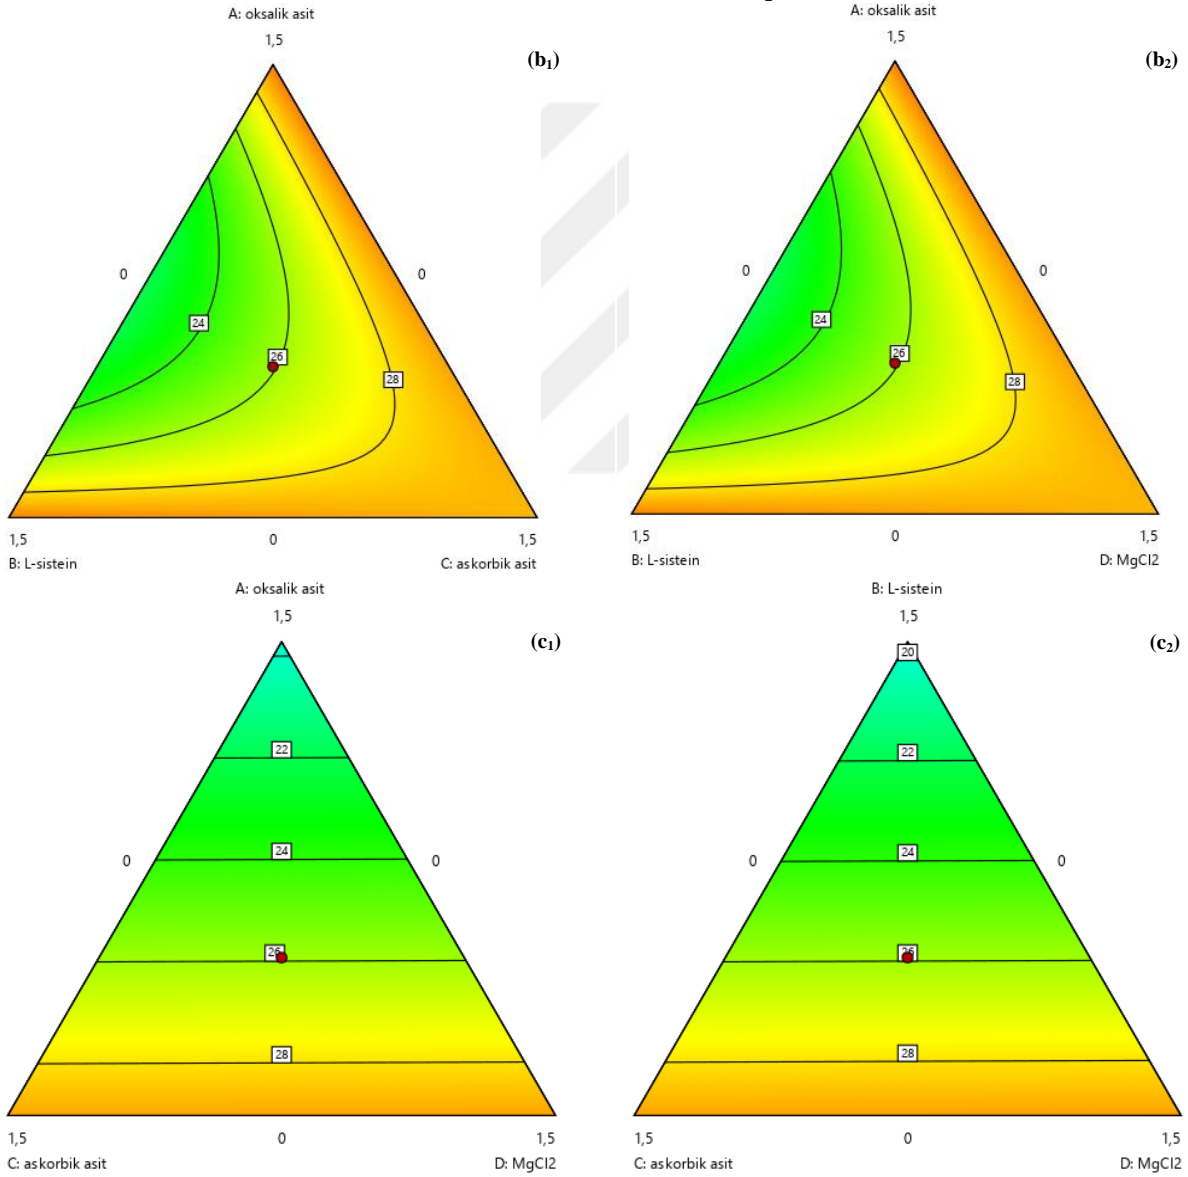 A: oksalik asit
1,5
(b₁)
0
0
24
26
28
1,5
0
1,5
B: L-sistein
C: askorbik asit
A: oksalik asit
1,5
(b₂)
0
0
24
26
28
1,5
0
1,5
B: L-sistein
D: MgCl2
A: oksalik asit
1,5
(c₁)
22
24
0
0
26
28
1,5
0
1,5
C: askorbik asit
D: MgCl2
B: L-sistein
1,5
(c₂)
20
22
24
0
0
26
28
1,5
0
1,5
C: askorbik asit
D: MgCl2